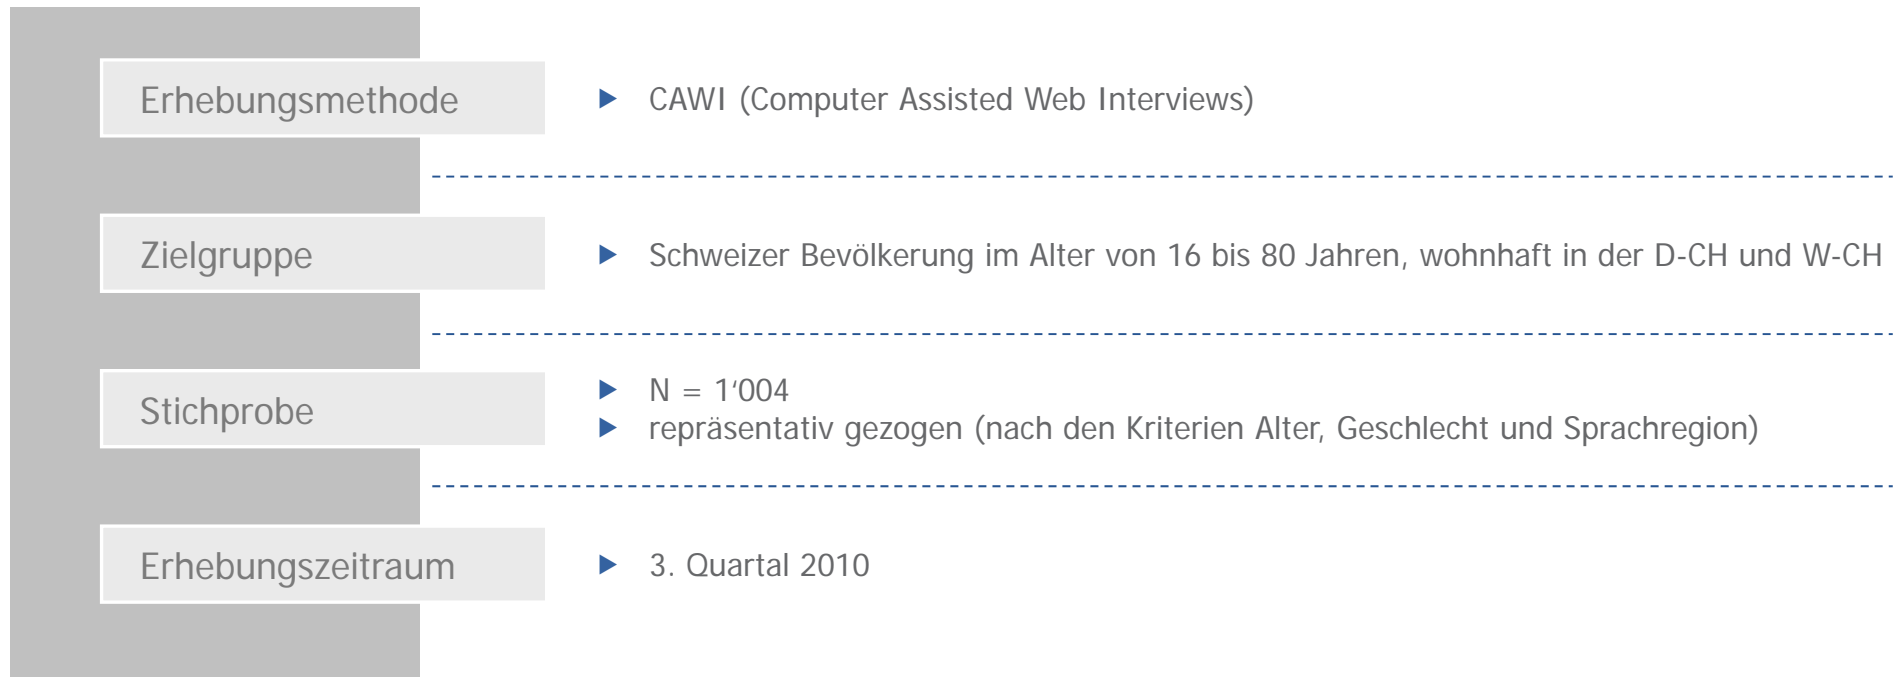 Erhebungsmethode
▶ CAWI (Computer Assisted Web Interviews)
Zielgruppe
▶ Schweizer Bevölkerung im Alter von 16 bis 80 Jahren, wohnhaft in der D-CH und W-CH
Stichprobe
▶ N = 1‘004
▶ repräsentativ gezogen (nach den Kriterien Alter, Geschlecht und Sprachregion)
Erhebungszeitraum
▶ 3. Quartal 2010